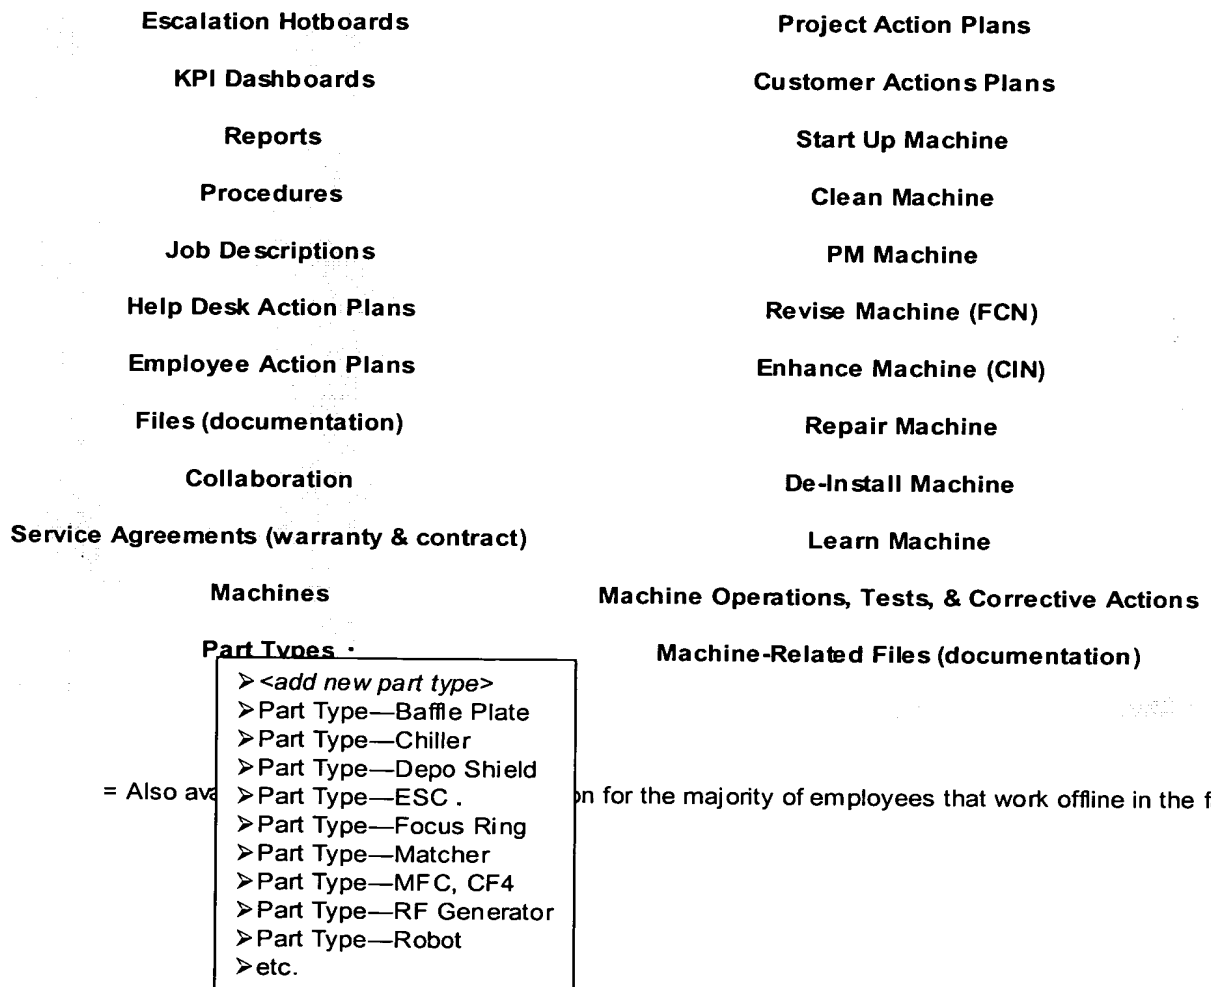 Escalation Hotboards
KPI Dashboards
Reports
Procedures
Job Descriptions
Help Desk Action Plans
Employee Action Plans
Files (documentation)
Collaboration
Service Agreements (warranty & contract)
Machines
Part Types
Project Action Plans
Customer Actions Plans
Start Up Machine
Clean Machine
PM Machine
Revise Machine (FCN)
Enhance Machine (CIN)
Repair Machine
De-Install Machine
Learn Machine
Machine Operations, Tests, & Corrective Actions
Machine-Related Files (documentation)
➢<add new part type>
➢Part Type—Baffle Plate
➢Part Type—Chiller
➢Part Type—Depo Shield
➢Part Type—ESC .
➢Part Type—Focus Ring
➢Part Type—Matcher
➢Part Type—MFC, CF4
➢Part Type—RF Generator
➢Part Type—Robot
➢etc.
= Also for the majority of employees that work offline in the